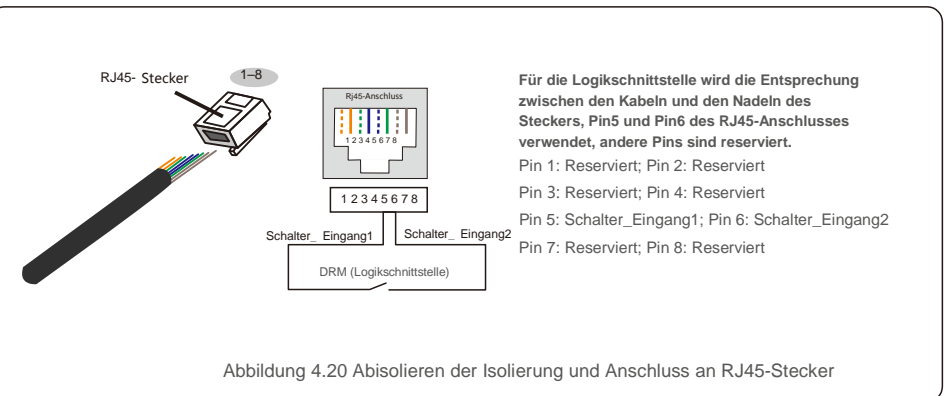 RJ45- Stecker
1–8
Rj45-Anschluss
1 2 3 4 5 6 7 8
1 2 3 4 5 6 7 8
Schalter_ Eingang1
Schalter_ Eingang2
DRM (Logikschnittstelle)
Für die Logikschnittstelle wird die Entsprechung
zwischen den Kabeln und den Nadeln des
Steckers, Pin5 und Pin6 des RJ45-Anschlusses
verwendet, andere Pins sind reserviert.
Pin 1: Reserviert; Pin 2: Reserviert
Pin 3: Reserviert; Pin 4: Reserviert
Pin 5: Schalter_Eingang1; Pin 6: Schalter_Eingang2
Pin 7: Reserviert; Pin 8: Reserviert
Abbildung 4.20 Abisolieren der Isolierung und Anschluss an RJ45-Stecker